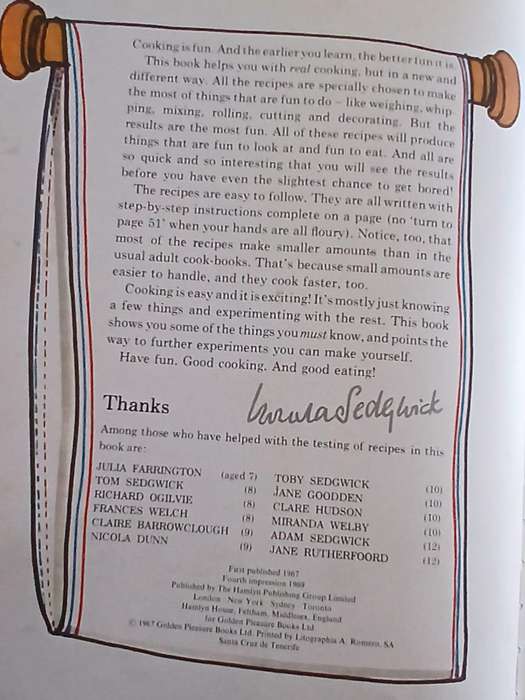 Cooking is fun. And the earlier you learn, the better fun it is.
This book helps you with real cooking, but in a new and
different way. All the recipes are specially chosen to make
the most of things that are fun to do – like weighing, whip-
ping, mixing, rolling, cutting and decorating. But the
results are the most fun. All of these recipes will produce
things that are fun to look at and fun to eat. And all are
so quick and so interesting that you will see the results
before you have even the slightest chance to get bored!
The recipes are easy to follow. They are all written with
step-by-step instructions complete on a page (no 'turn to
page 51' when your hands are all floury). Notice, too, that
most of the recipes make smaller amounts than in the
usual adult cook-books. That's because small amounts are
easier to handle, and they cook faster, too.
Cooking is easy and it is exciting! It's mostly just knowing
a few things and experimenting with the rest. This book
shows you some of the things you must know, and points the
way to further experiments you can make yourself.
Have fun. Good cooking. And good eating!
Ursula Sedgwick
Thanks
Among those who have helped with the testing of recipes in this
book are:
JULIA FARRINGTON (aged 7)
TOM SEDGWICK (8)
RICHARD OGILVIE (8)
FRANCES WELCH (8)
CLAIRE BARROWCLOUGH (9)
NICOLA DUNN (9)
TOBY SEDGWICK (10)
JANE GOODDEN (10)
CLARE HUDSON (10)
MIRANDA WELBY (10)
ADAM SEDGWICK (12)
JANE RUTHERFOORD (12)
First published 1967
Fourth impression 1969
Published by The Hamlyn Publishing Group Limited
London New York Sydney Toronto
Hamlyn House, Feltham, Middlesex, England
for Golden Pleasure Books Ltd
© 1967 Golden Pleasure Books Ltd. Printed by Litographia A. Romero, SA
Santa Cruz de Tenerife